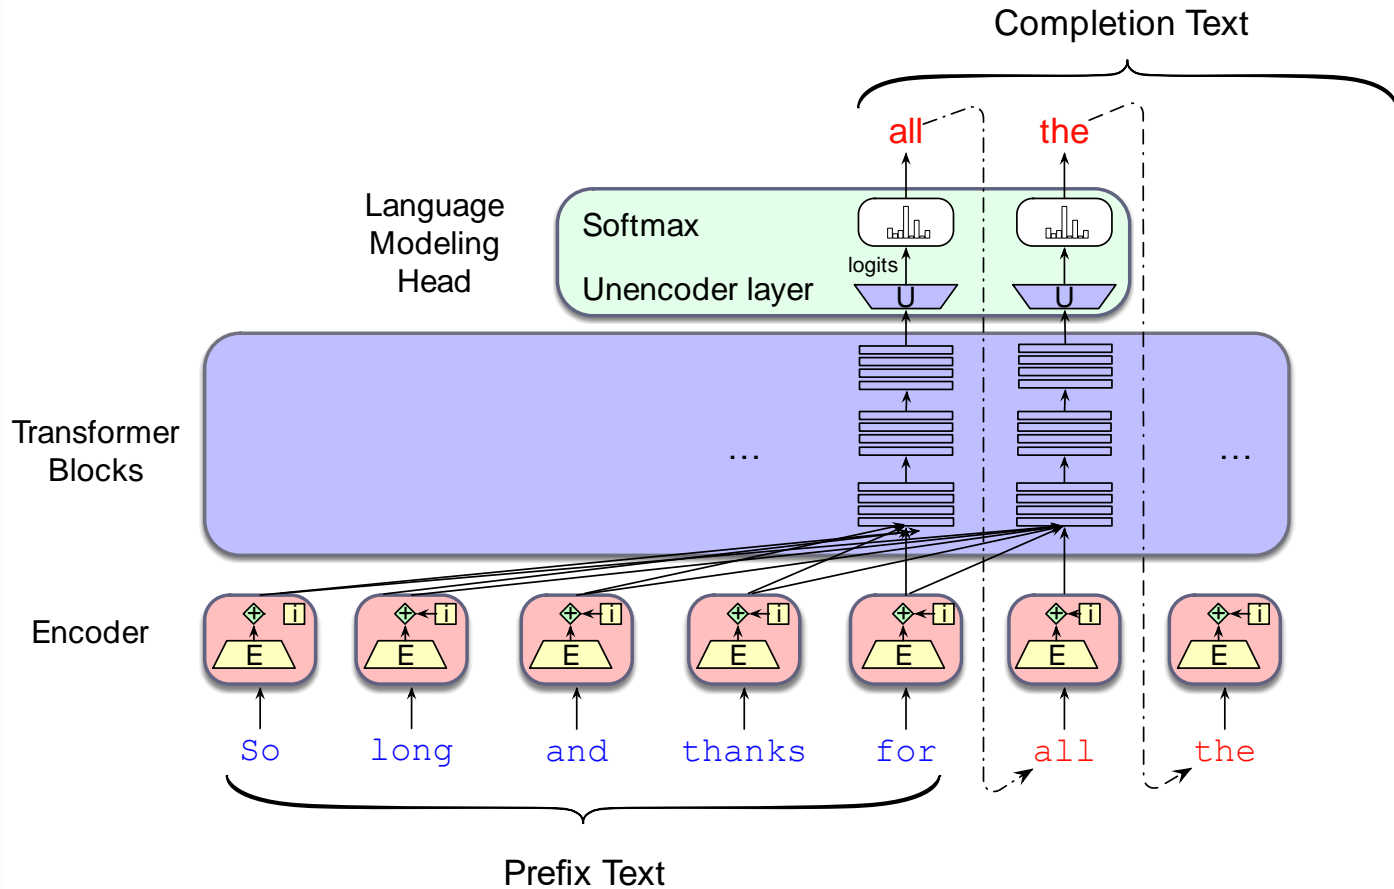 Completion Text
all the
Language
Modeling
Head
Softmax
logits
Unencoder layer
U U
Transformer
Blocks
... ...
Encoder
i i i i i i i
E E E E E E E
So long and thanks for all the
Prefix Text